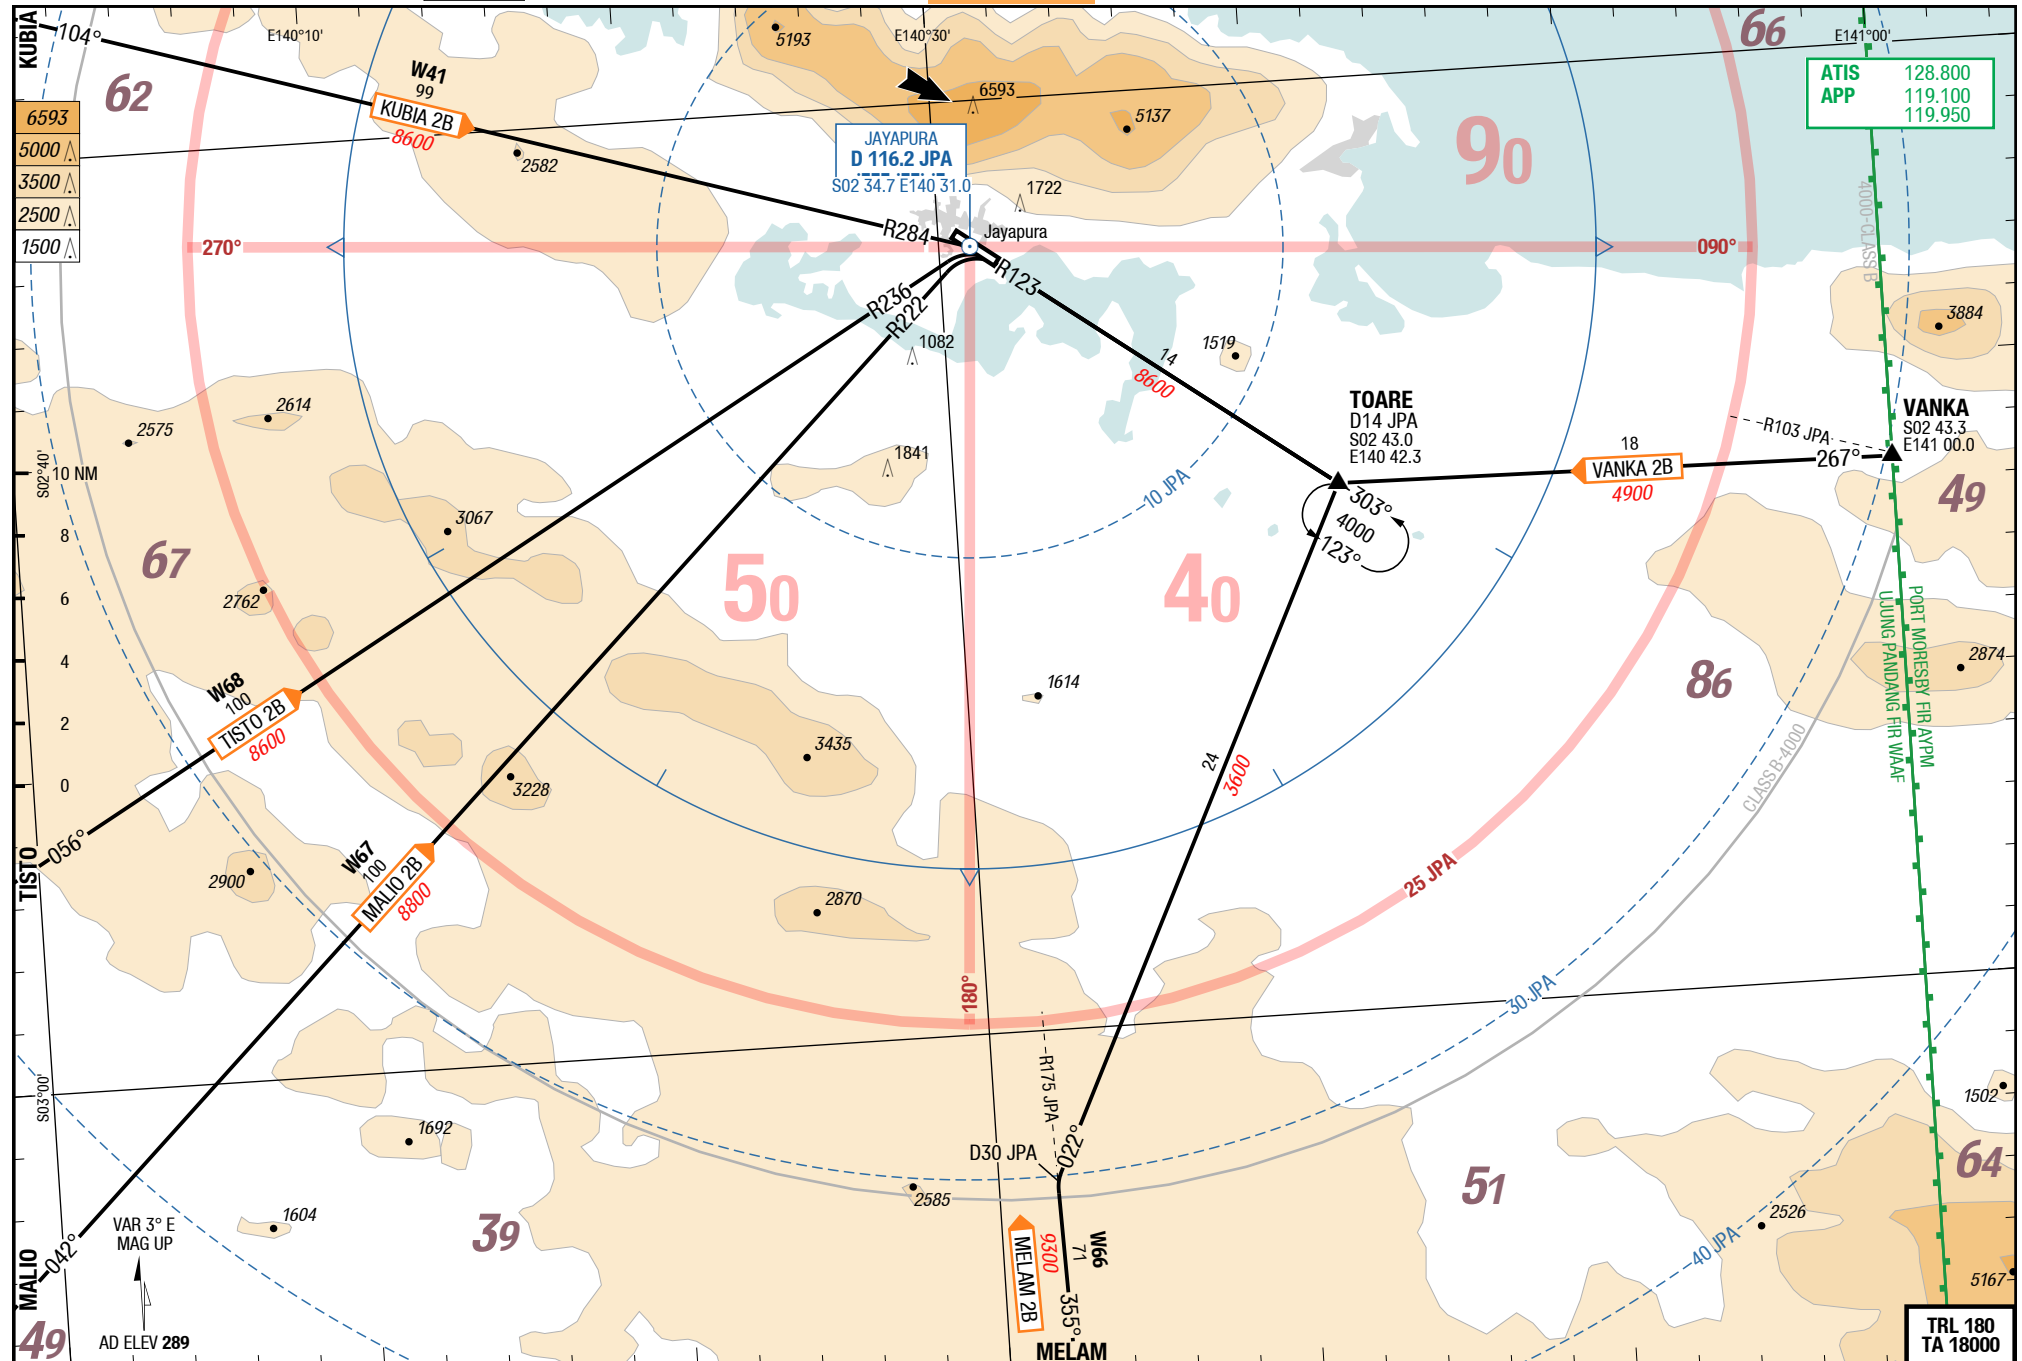 KUBIA
104°
E140°10'
5193
E140°30'
66
E141°00'
62
W41
99
KUBIA 2B
8600
6593
5137
90
ATIS 128.800
APP 119.100
119.950
6593
5000
3500
2500
1500
2582
JAYAPURA
D 116.2 JPA
S02 34.7 E140 31.0
1722
4000-CLASS B
270°
R284
Jayapura
090°
R123
R236
R222
1082
3884
14
8600
1519
2614
2575
TOARE
D14 JPA
S02 43.0
E140 42.3
VANKA
S02 43.3
E141 00.0
R103 JPA
18
VANKA 2B
267°
4900
1841
S02°40'
10 NM
8
6
4
2
0
10 JPA
303°
4000
123°
49
3067
67
50
40
2762
PORT MORESBY FIR AYPM
UJUNG PANDANG FIR WAAF
2874
86
1614
W68
100
TISTO 2B
8600
3435
3228
24
3600
CLASS B-4000
TISTO
056°
W67
100
MALIO 2B
8800
2900
2870
25 JPA
180°
30 JPA
R175 JPA
S03°00'
1692
1502
022°
D30 JPA
64
51
2585
39
1604
2526
40 JPA
VAR 3° E
MAG UP
MALIO
042°
MELAM 2B
9300
W66
71
355°
5167
49
AD ELEV 289
MELAM
TRL 180
TA 18000